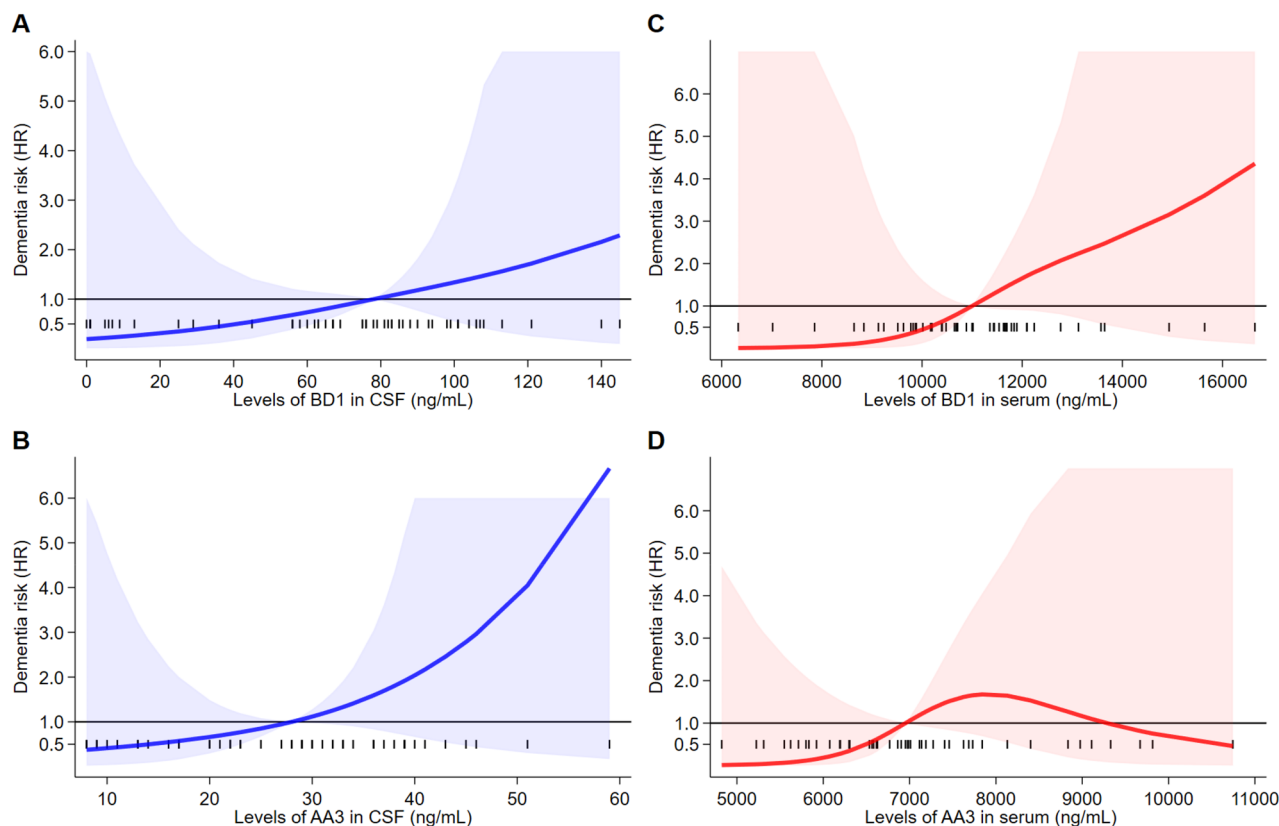 A
6.0
5.0
4.0
3.0
2.0
1.0
0.5
Dementia risk (HR)
0 20 40 60 80 100 120 140
Levels of BD1 in CSF (ng/mL)
C
6.0
5.0
4.0
3.0
2.0
1.0
0.5
Dementia risk (HR)
6000 8000 10000 12000 14000 16000
Levels of BD1 in serum (ng/mL)
B
6.0
5.0
4.0
3.0
2.0
1.0
0.5
Dementia risk (HR)
10 20 30 40 50 60
Levels of AA3 in CSF (ng/mL)
D
6.0
5.0
4.0
3.0
2.0
1.0
0.5
Dementia risk (HR)
5000 6000 7000 8000 9000 10000 11000
Levels of AA3 in serum (ng/mL)